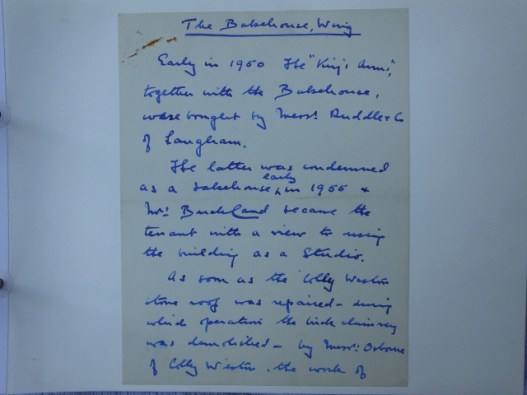 The Bakehouse, Wing
Early in 1950 the "King's Arms",
together with the Bakehouse,
were bought by Messrs. Ruddle & Co
of Langham.
The latter was condemned
early
as a bakehouse in 1955 &
Mrs Buckland became the
tenant with a view to using
the building as a Studio.
As soon as the Colly Weston
stone roof was repaired – during
which operation the brick chimney
was demolished – by Messrs. Osborne
of Colly Weston, the work of